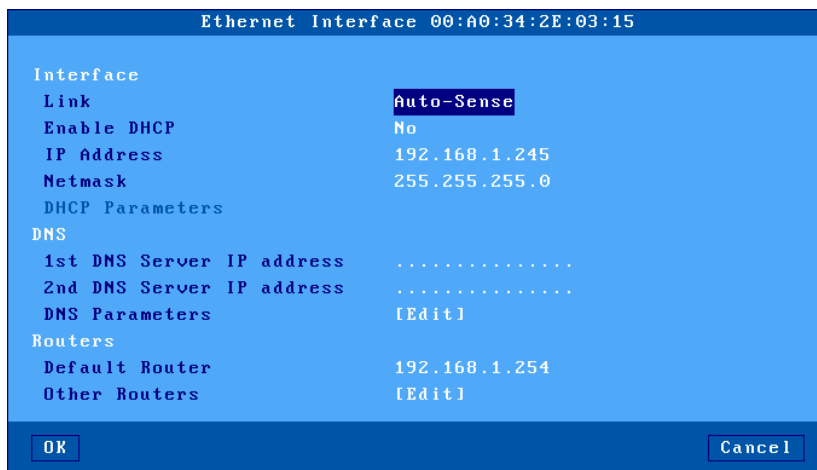 Ethernet Interface 00:A0:34:2E:03:15
Interface
Link Auto-Sense
Enable DHCP No
IP Address 192.168.1.245
Netmask 255.255.255.0
DHCP Parameters
DNS
1st DNS Server IP address ...............
2nd DNS Server IP address ...............
DNS Parameters [Edit]
Routers
Default Router 192.168.1.254
Other Routers [Edit]
OK Cancel